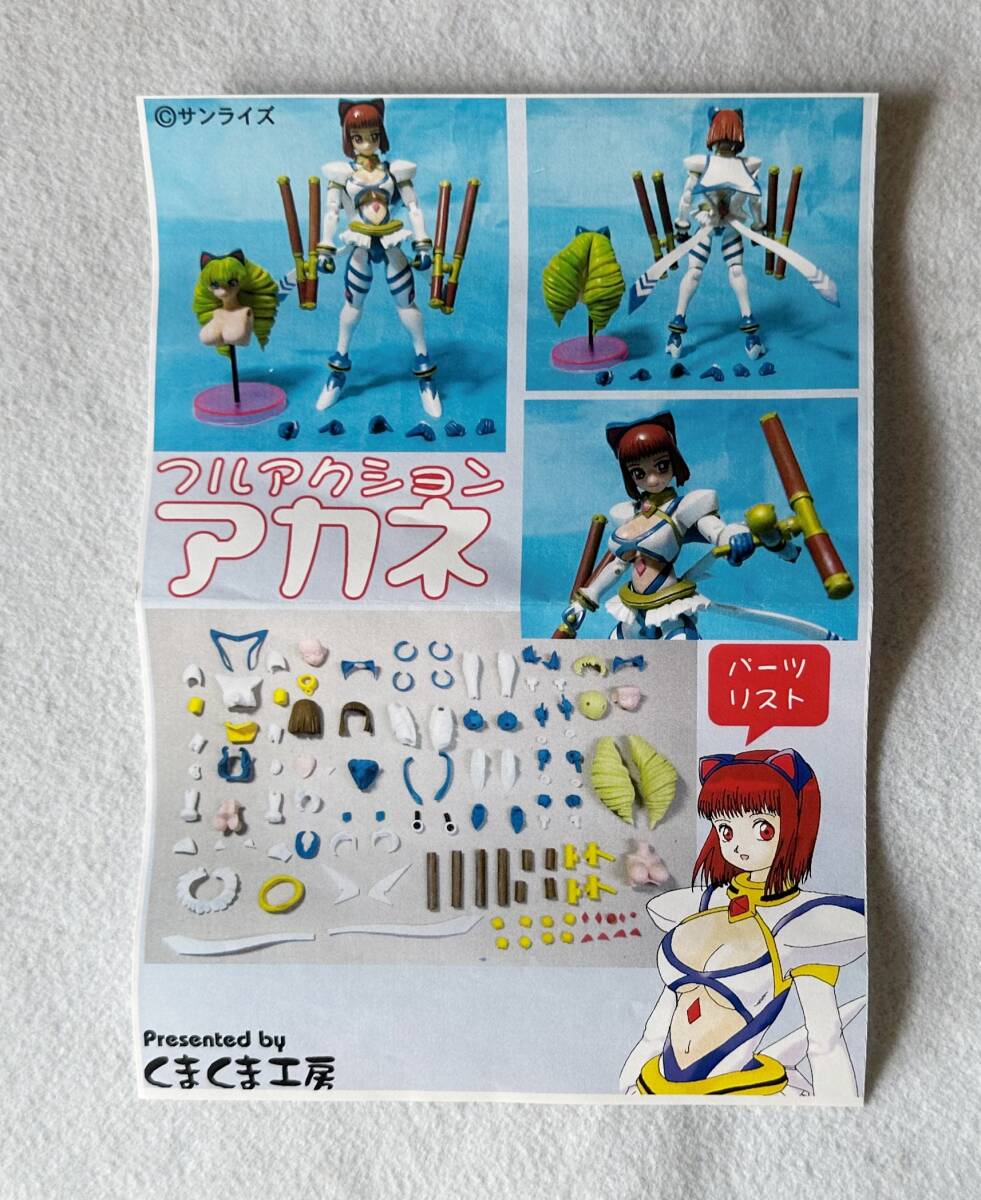 ©サンライズ
フルアクション
アカネ
パーツ
リスト
Presented by
くまくま工房